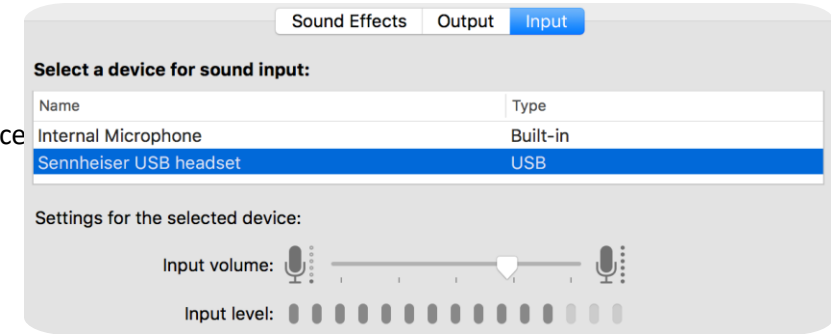 Sound Effects Output Input
Select a device for sound input:
Name Type
ce Internal Microphone Built-in
Sennheiser USB headset USB
Settings for the selected device:
Input volume:
Input level: